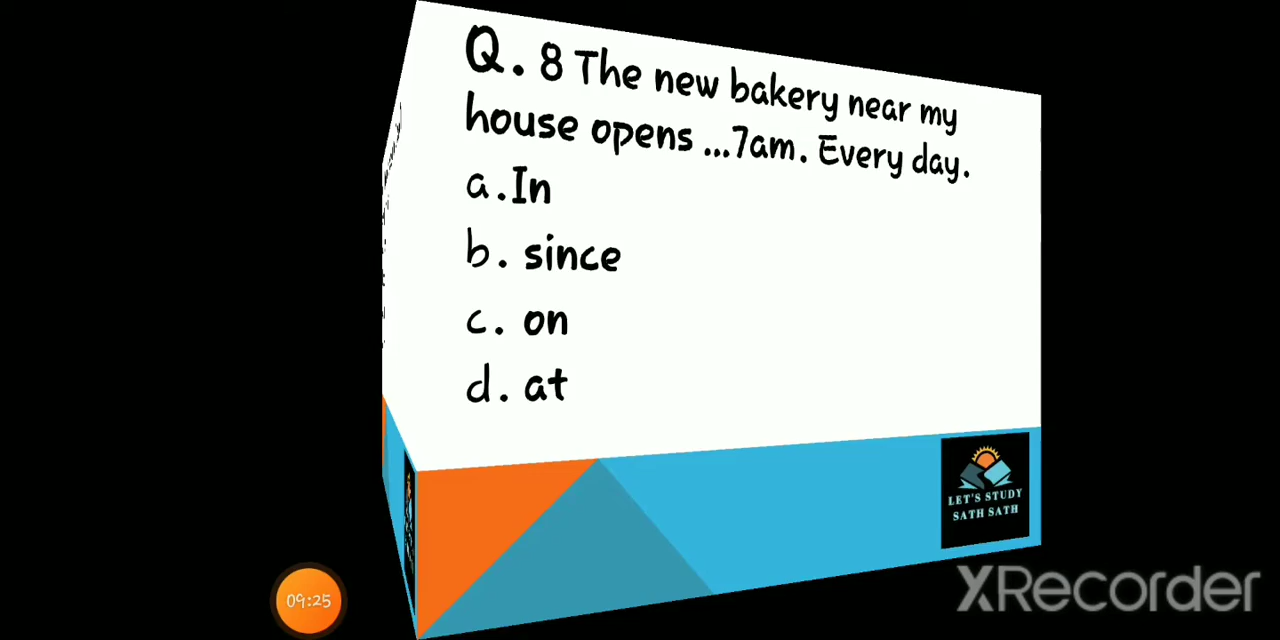 Q. 8 The new bakery near my
house opens ...7am. Every day.
a.In
b. since
c. on
d. at
LET'S STUDY
SATH SATH
09:25
XRecorder